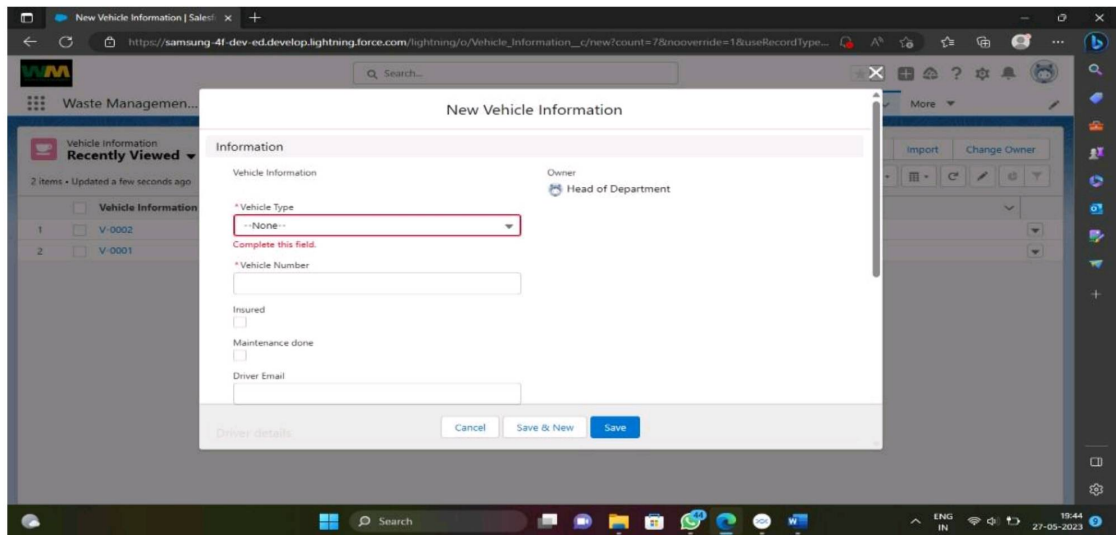 New Vehicle Information | Salesf
https://samsung-4f-dev-ed.develop.lightning.force.com/lightning/o/Vehicle_Information__c/new?count=7&nooverride=1&useRecordType...
WM
Search...
Waste Managemen...
More
New Vehicle Information
Vehicle Information
Recently Viewed
Import
Change Owner
2 items • Updated a few seconds ago
Vehicle Information
1 V-0002
2 V-0001
Information
Vehicle Information
Owner
Head of Department
*Vehicle Type
--None--
Complete this field.
*Vehicle Number
Insured
Maintenance done
Driver Email
Driver details
Cancel
Save & New
Save
Search
44
ENG
IN
19:44
27-05-2023
9